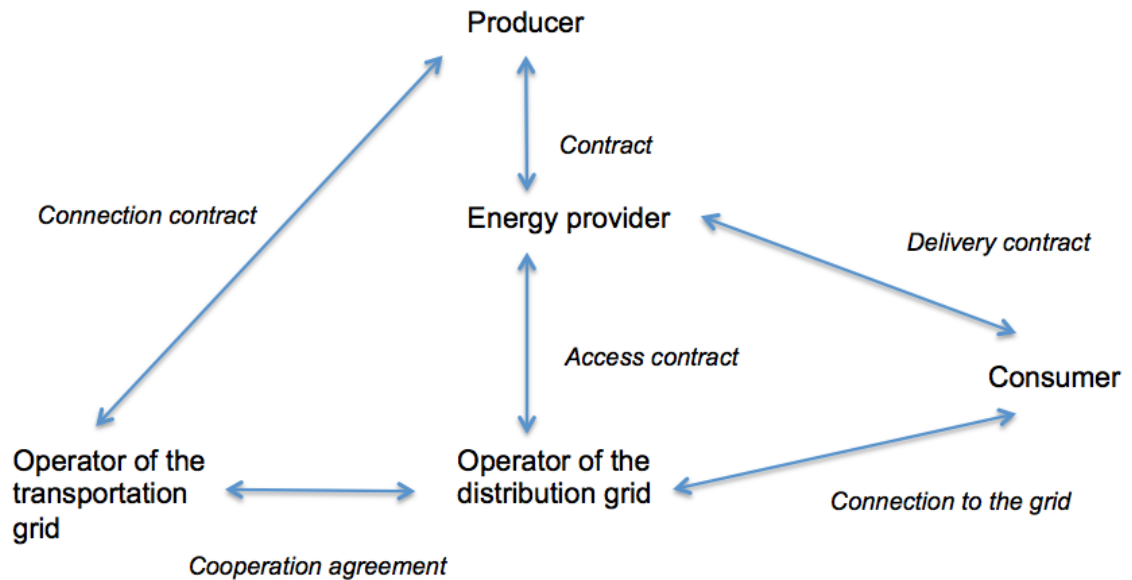 Producer
Contract
Connection contract
Energy provider
Delivery contract
Access contract
Consumer
Operator of the
transportation
grid
Operator of the
distribution grid
Connection to the grid
Cooperation agreement